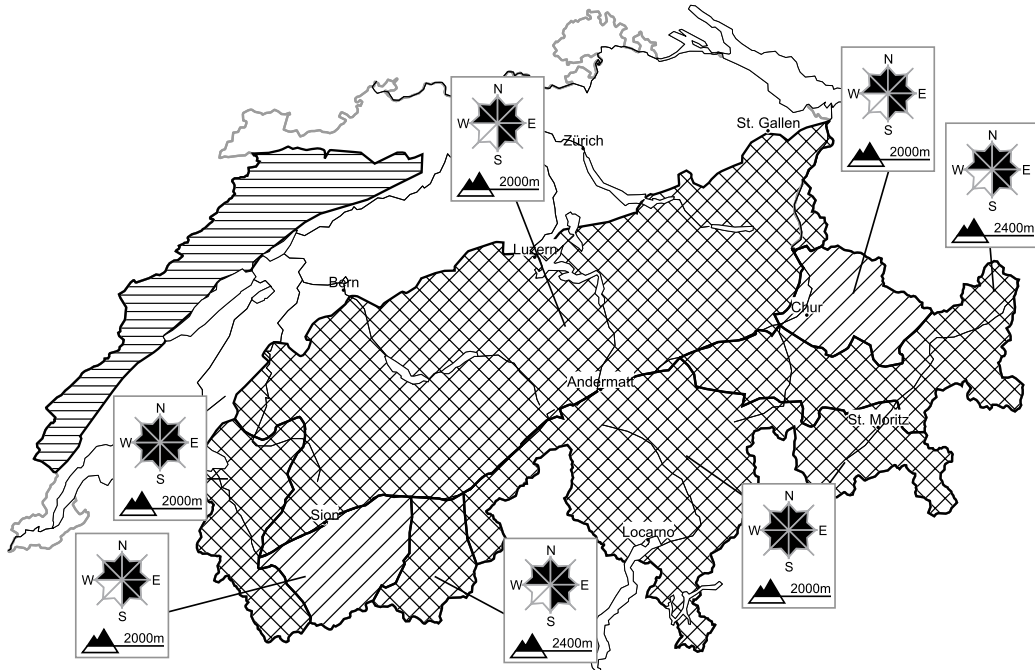 N
W E
S
2000m
N
W E
S
2000m
N
W E
S
2400m
St. Gallen
Zürich
Luzern
Bern
Chur
Andermatt
St. Moritz
N
W E
S
2000m
Sion
Locarno
N
W E
S
2000m
N
W E
S
2000m
N
W E
S
2400m